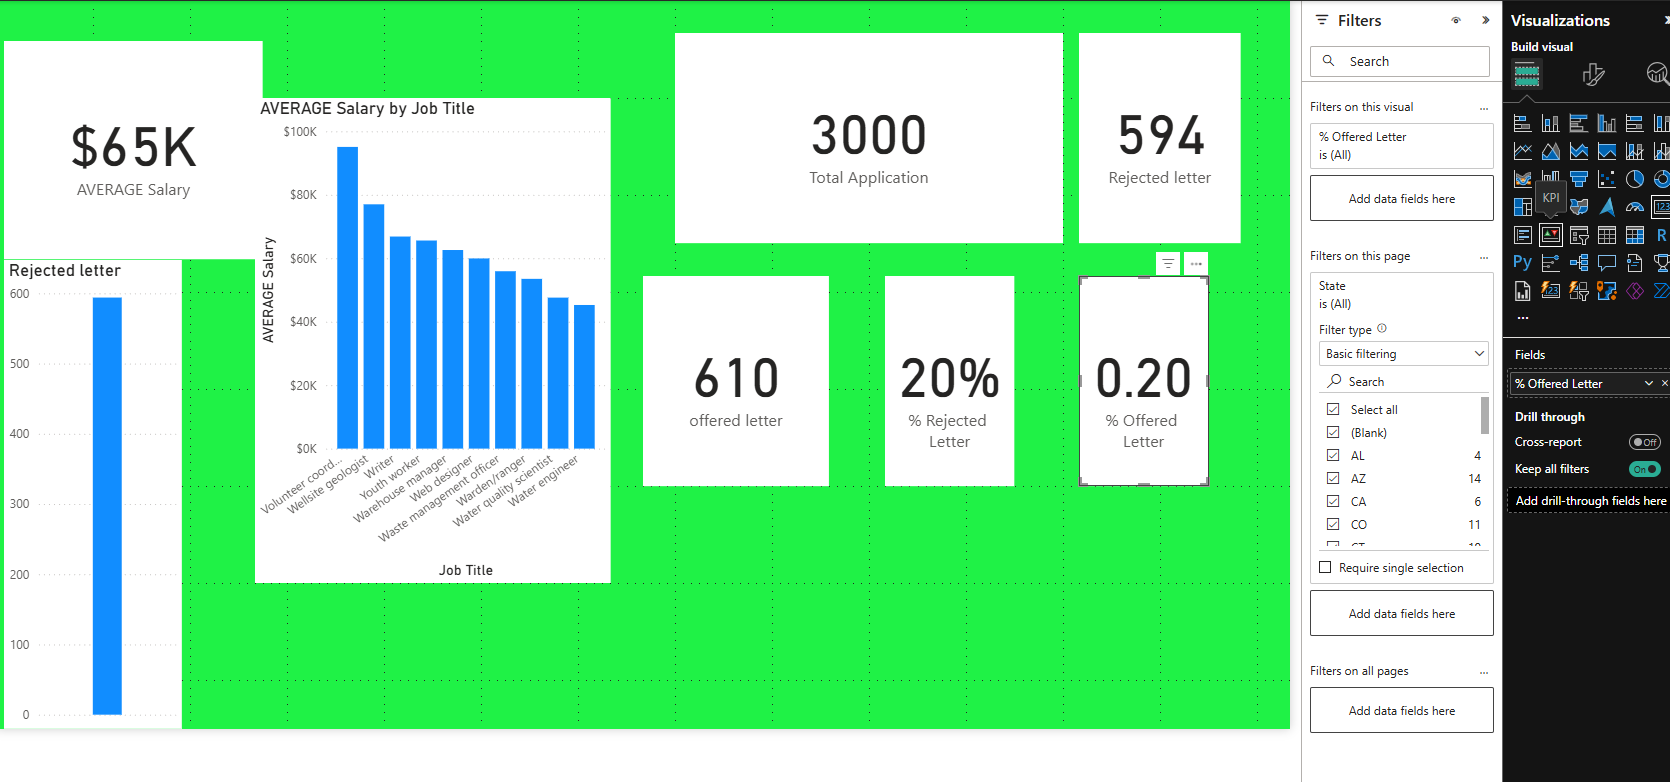 $65K
AVERAGE Salary
AVERAGE Salary by Job Title
$100K
$80K
$60K
$40K
$20K
$0K
AVERAGE Salary
Volunteer coord...
Wellsite geologist
Writer
Youth worker
Warehouse manager
Web designer
Waste management officer
Warden/ranger
Water quality scientist
Water engineer
Job Title
Rejected letter
600
500
400
300
200
100
0
3000
Total Application
594
Rejected letter
610
offered letter
20%
% Rejected
Letter
0.20
% Offered
Letter
Filters
Search
Filters on this visual
...
% Offered Letter
is (All)
Add data fields here
Filters on this page
...
State
is (All)
Filter type
Basic filtering
Search
Select all
(Blank)
AL 4
AZ 14
CA 6
CO 11
Require single selection
Add data fields here
Filters on all pages
...
Add data fields here
Visualizations
Build visual
KPI
123
R
Py
123
...
Fields
% Offered Letter
Drill through
Cross-report Off
Keep all filters On
Add drill-through fields here